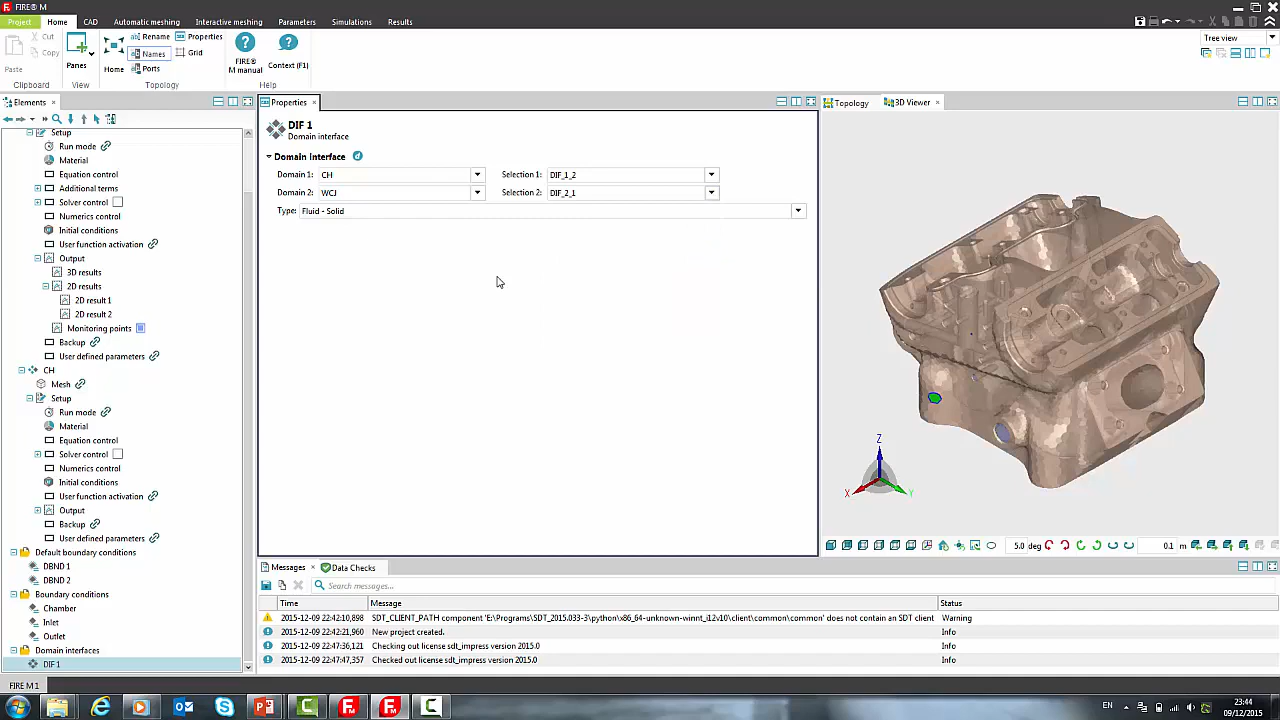 FIRE M
Project Home CAD Automatic meshing Interactive meshing Parameters Simulations Results
Cut
Copy
Paste
Clipboard
Panes
View
Home
Rename
Names
Ports
Properties
Grid
Topology
FIRE®
M manual
Context (F1)
Help
Tree view
Elements
Setup
Run mode
Material
Equation control
Additional terms
Solver control
Numerics control
Initial conditions
User function activation
Output
3D results
2D results
2D result 1
2D result 2
Monitoring points
Backup
User defined parameters
CH
Mesh
Setup
Run mode
Material
Equation control
Solver control
Numerics control
Initial conditions
User function activation
Output
Backup
User defined parameters
Default boundary conditions
DBND 1
DBND 2
Boundary conditions
Chamber
Inlet
Outlet
Domain interfaces
DIF 1
Properties
DIF 1
Domain interface
Domain interface
Domain 1: CH Selection 1: DIF_1_2
Domain 2: WCJ Selection 2: DIF_2_1
Type: Fluid - Solid
Topology 3D Viewer
Z
X Y
5.0 deg 0.1 m
Messages Data Checks
Search messages...
Time Message Status
2015-12-09 22:42:10,898 SDT_CLIENT_PATH component 'E:\Programs\SDT_2015.033-3\python\x86_64-unknown-winnt_i12v10\client\common\common' does not contain an SDT client Warning
2015-12-09 22:42:21,960 New project created. Info
2015-12-09 22:47:36,121 Checking out license sdt_impress version 2015.0 Info
2015-12-09 22:47:47,357 Checked out license sdt_impress version 2015.0 Info
FIRE M 1
EN 23:44
09/12/2015